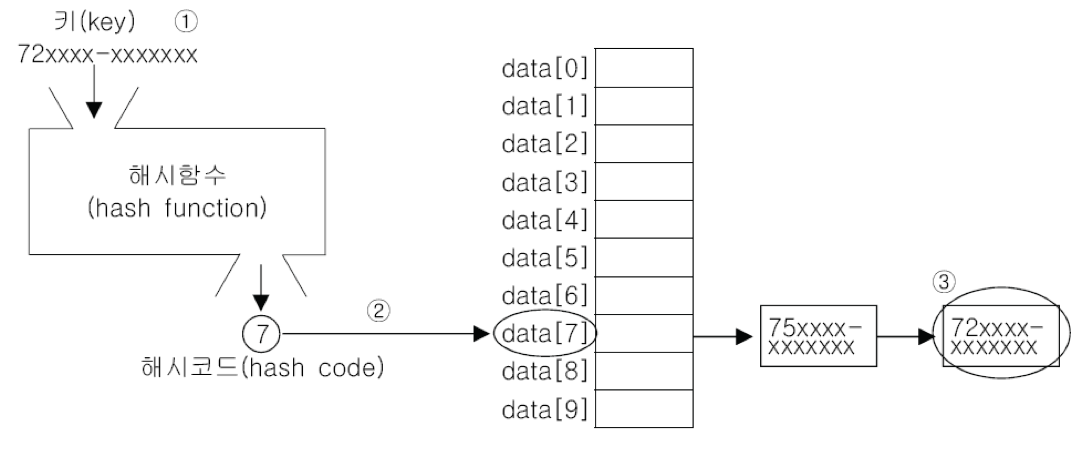 키(key) ①
72xxxx-xxxxxxx
해시함수
(hash function)
7
해시코드(hash code)
②
data[0]
data[1]
data[2]
data[3]
data[4]
data[5]
data[6]
data[7]
data[8]
data[9]
75xxxx-
xxxxxxx
③
72xxxx-
xxxxxxx